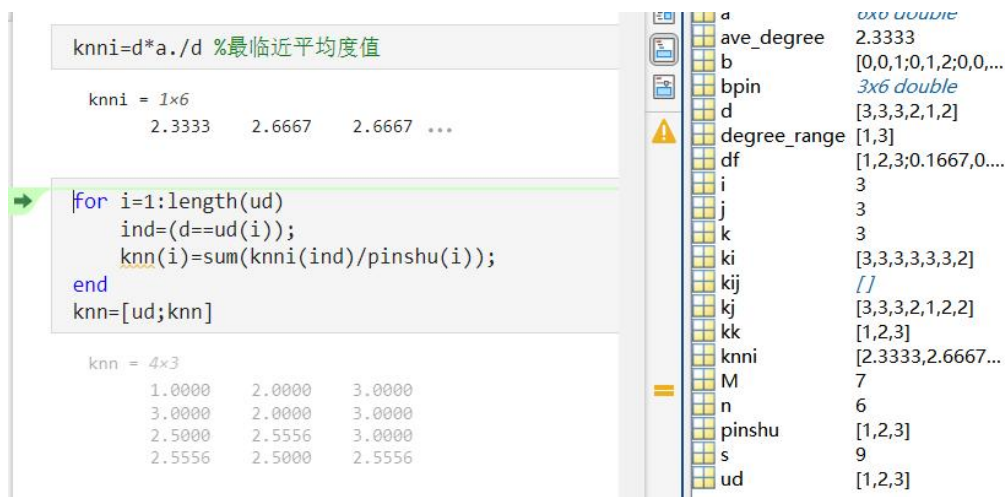 knni=d*a./d %最临近平均度值
knni = 1×6
2.3333 2.6667 2.6667 ...
for i=1:length(ud)
ind=(d==ud(i));
knn(i)=sum(knni(ind)/pinshu(i));
end
knn=[ud;knn]
knn = 4×3
1.0000 2.0000 3.0000
3.0000 2.0000 3.0000
2.5000 2.5556 3.0000
2.5556 2.5000 2.5556
a 6x6 double
ave_degree 2.3333
b [0,0,1;0,1,2;0,0,...
bpin 3x6 double
d [3,3,3,2,1,2]
degree_range [1,3]
df [1,2,3;0.1667,0....
i 3
j 3
k 3
ki [3,3,3,3,3,3,2]
kij []
kj [3,3,3,2,1,2,2]
kk [1,2,3]
knni [2.3333,2.6667...
M 7
n 6
pinshu [1,2,3]
s 9
ud [1,2,3]